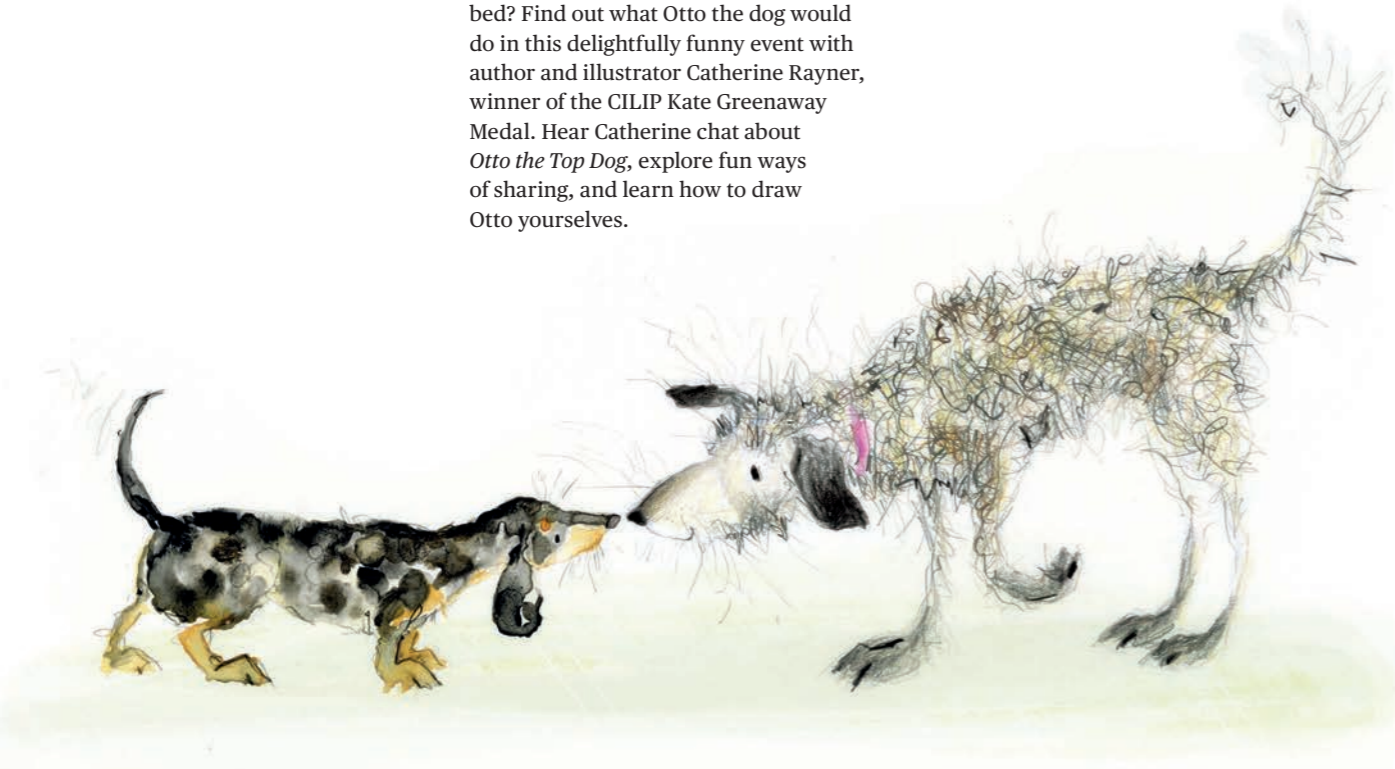 bed? Find out what Otto the dog would
do in this delightfully funny event with
author and illustrator Catherine Rayner,
winner of the CILIP Kate Greenaway
Medal. Hear Catherine chat about
Otto the Top Dog, explore fun ways
of sharing, and learn how to draw
Otto yourselves.